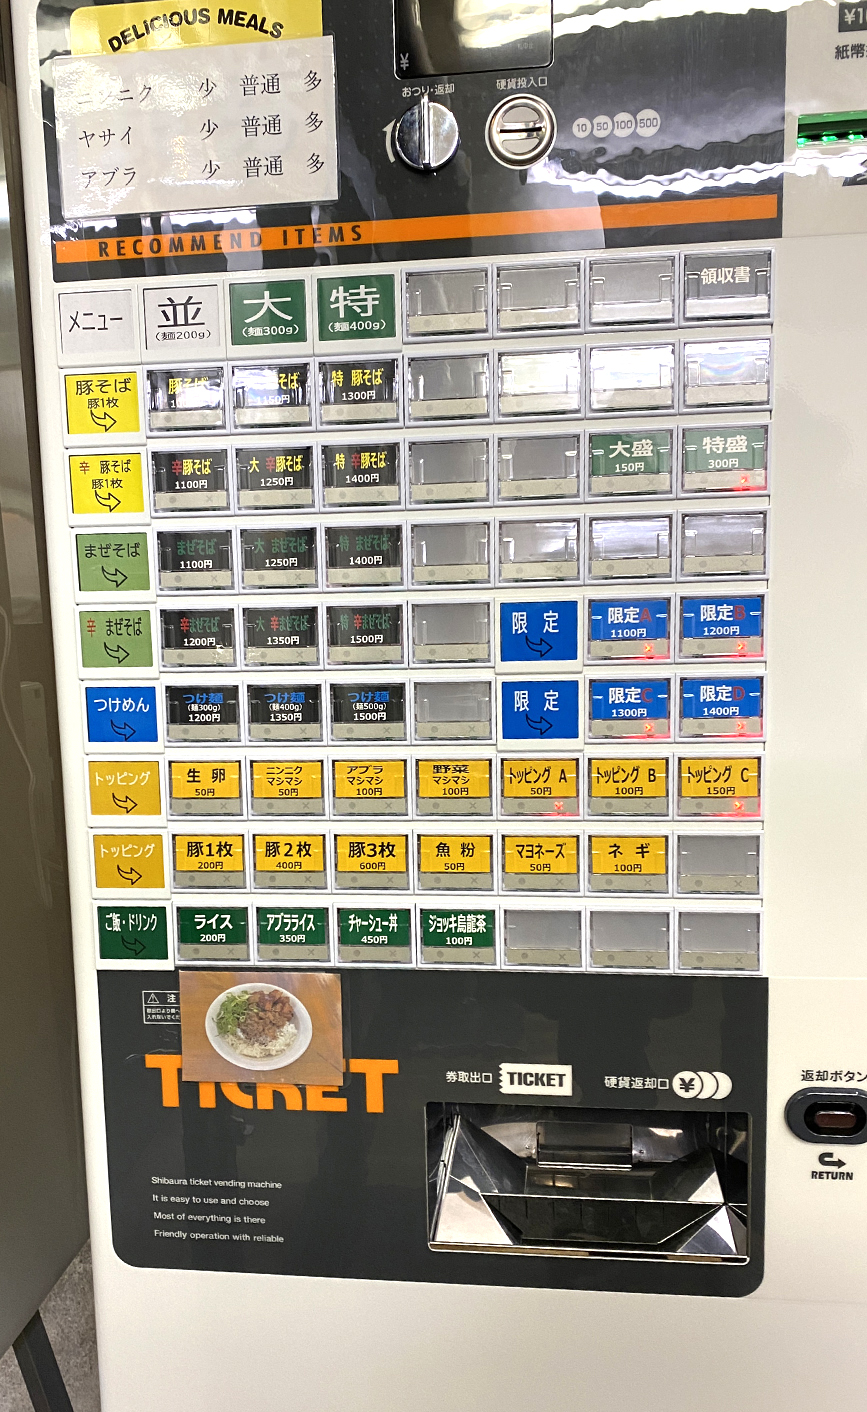 DELICIOUS MEALS
ニンニク 少 普通 多
ヤサイ 少 普通 多
アブラ 少 普通 多
¥
おつり・返却
硬貨投入口
10 50 100 500
RECOMMEND ITEMS
メニュー
並
(麺200g)
大
(麺300g)
特
(麺400g)
領収書
豚そば
豚1枚
豚そば
そば
1150円
特 豚そば
1300円
辛 豚そば
豚1枚
辛豚そば
1100円
大 辛豚そば
1250円
特 辛豚そば
1400円
大盛
150円
特盛
300円
まぜそば
まぜそば
1100円
大 まぜそば
1250円
特 まぜそば
1400円
辛 まぜそば
辛まぜそば
1200円
大 辛まぜそば
1350円
特 辛まぜそば
1500円
限 定
限定A
1100円
限定B
1200円
つけめん
つけ麺
(麺300g)
1200円
つけ麺
(麺400g)
1350円
つけ麺
(麺500g)
1500円
限 定
限定C
1300円
限定D
1400円
トッピング
生 卵
50円
ニンニク
マシマシ
50円
アブラ
マシマシ
100円
野菜
マシマシ
100円
トッピング A
50円
トッピング B
100円
トッピング C
150円
トッピング
豚1枚
200円
豚2枚
400円
豚3枚
600円
魚 粉
50円
マヨネーズ
50円
ネ ギ
100円
ご飯・ドリンク
ライス
200円
アブラライス
350円
チャーシュー丼
450円
ジョッキ烏龍茶
100円
注
TICKET
券取出口
TICKET
硬貨返却口
¥
返却ボタン
RETURN
Shibaura ticket vending machine
It is easy to use and choose
Most of everything is there
Friendly operation with reliable